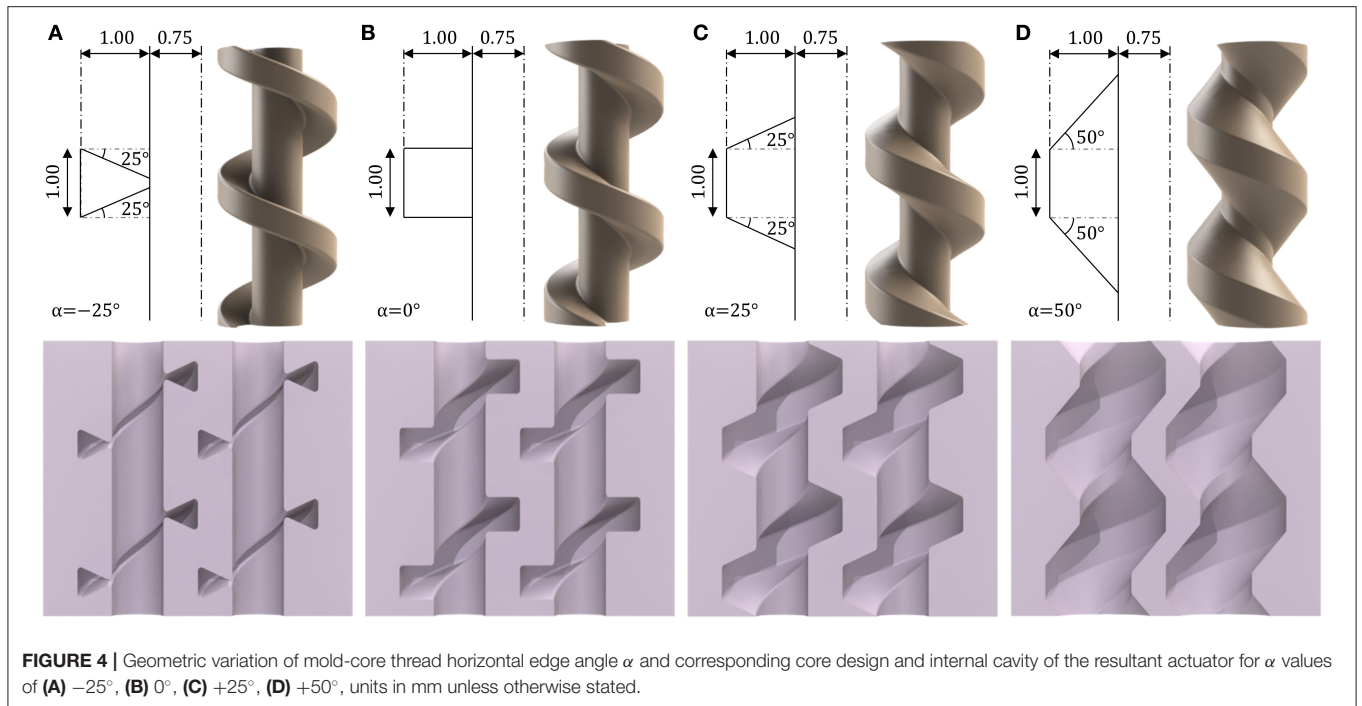 A
1.00
0.75
25°
25°
1.00
α=−25°
B
1.00
0.75
1.00
α=0°
C
1.00
0.75
25°
25°
1.00
α=25°
D
1.00
0.75
50°
50°
1.00
α=50°
FIGURE 4 | Geometric variation of mold-core thread horizontal edge angle α and corresponding core design and internal cavity of the resultant actuator for α values
of (A) −25°, (B) 0°, (C) +25°, (D) +50°, units in mm unless otherwise stated.